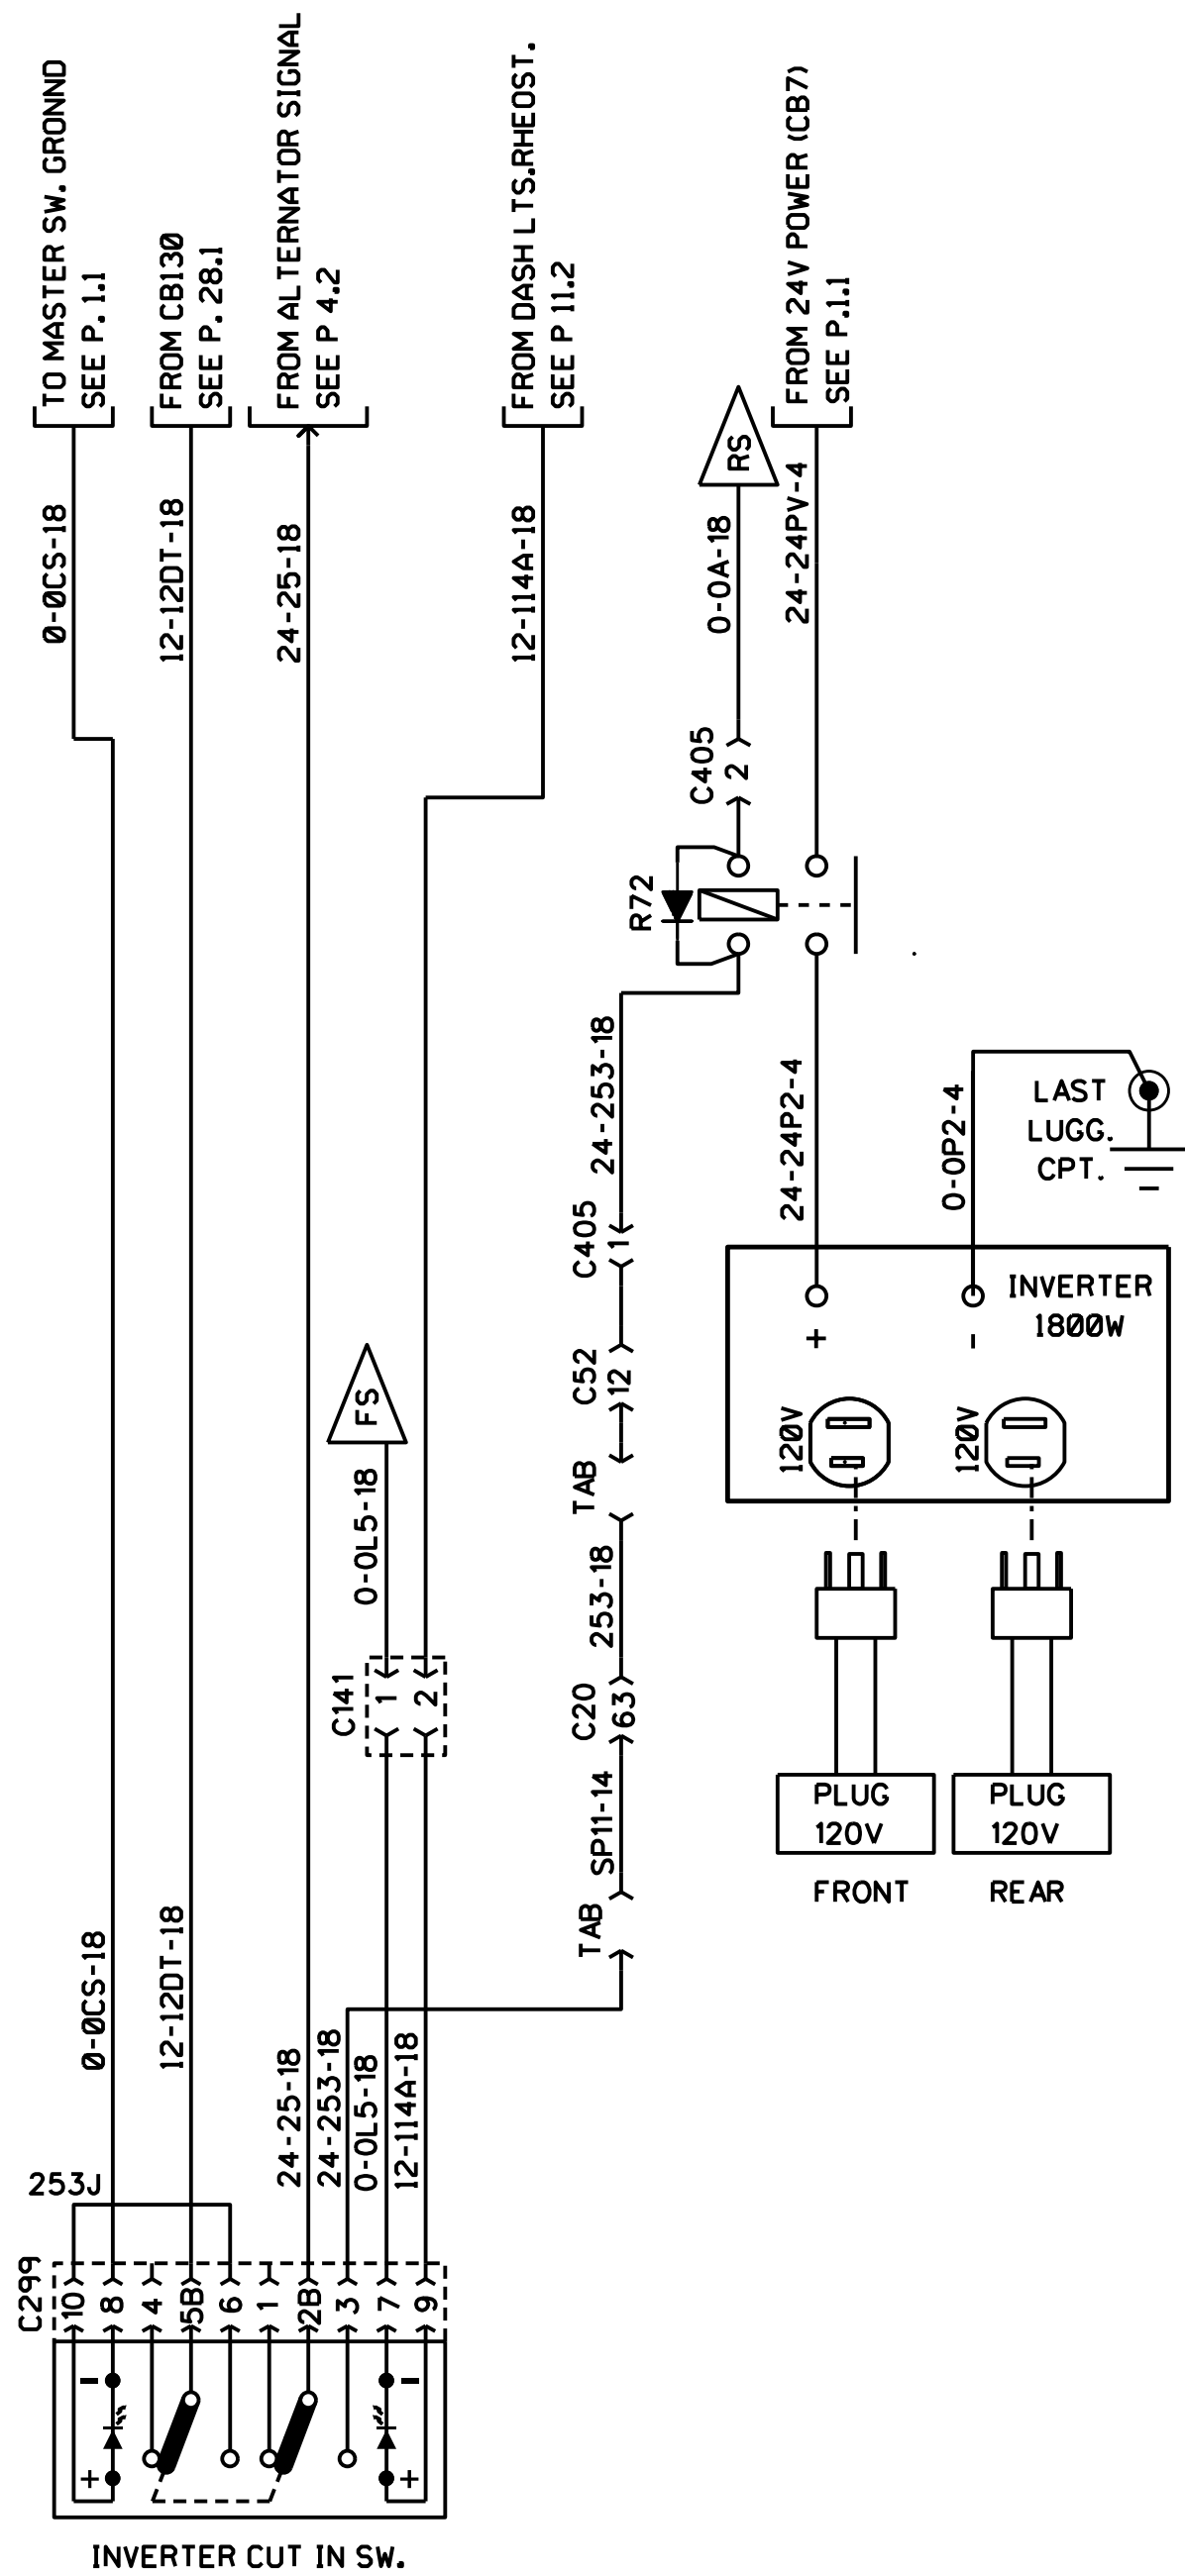 TO MASTER SW. GRONND
SEE P. 1.1
FROM CB130
SEE P. 28.1
FROM ALTERNATOR SIGNAL
SEE P 4.2
FROM DASH LTS.RHEOST.
SEE P 11.2
FROM 24V POWER (CB7)
SEE P.1.1
0-0CS-18
12-12DT-18
24-25-18
12-114A-18
RS
0-0A-18
24-24PV-4
C405
2
R72
24-253-18
24-24P2-4
0-0P2-4
LAST
LUGG.
CPT.
C405
1
INVERTER
1800W
+
-
C52
12
FS
120V
120V
TAB
0-0L5-18
253-18
C141
1
2
C20
63
SP11-14
PLUG
120V
PLUG
120V
FRONT
REAR
TAB
0-0CS-18
12-12DT-18
24-25-18
24-253-18
0-0L5-18
12-114A-18
253J
C299
10
8
4
5B
6
1
2B
3
7
9
-
-
+
+
INVERTER CUT IN SW.